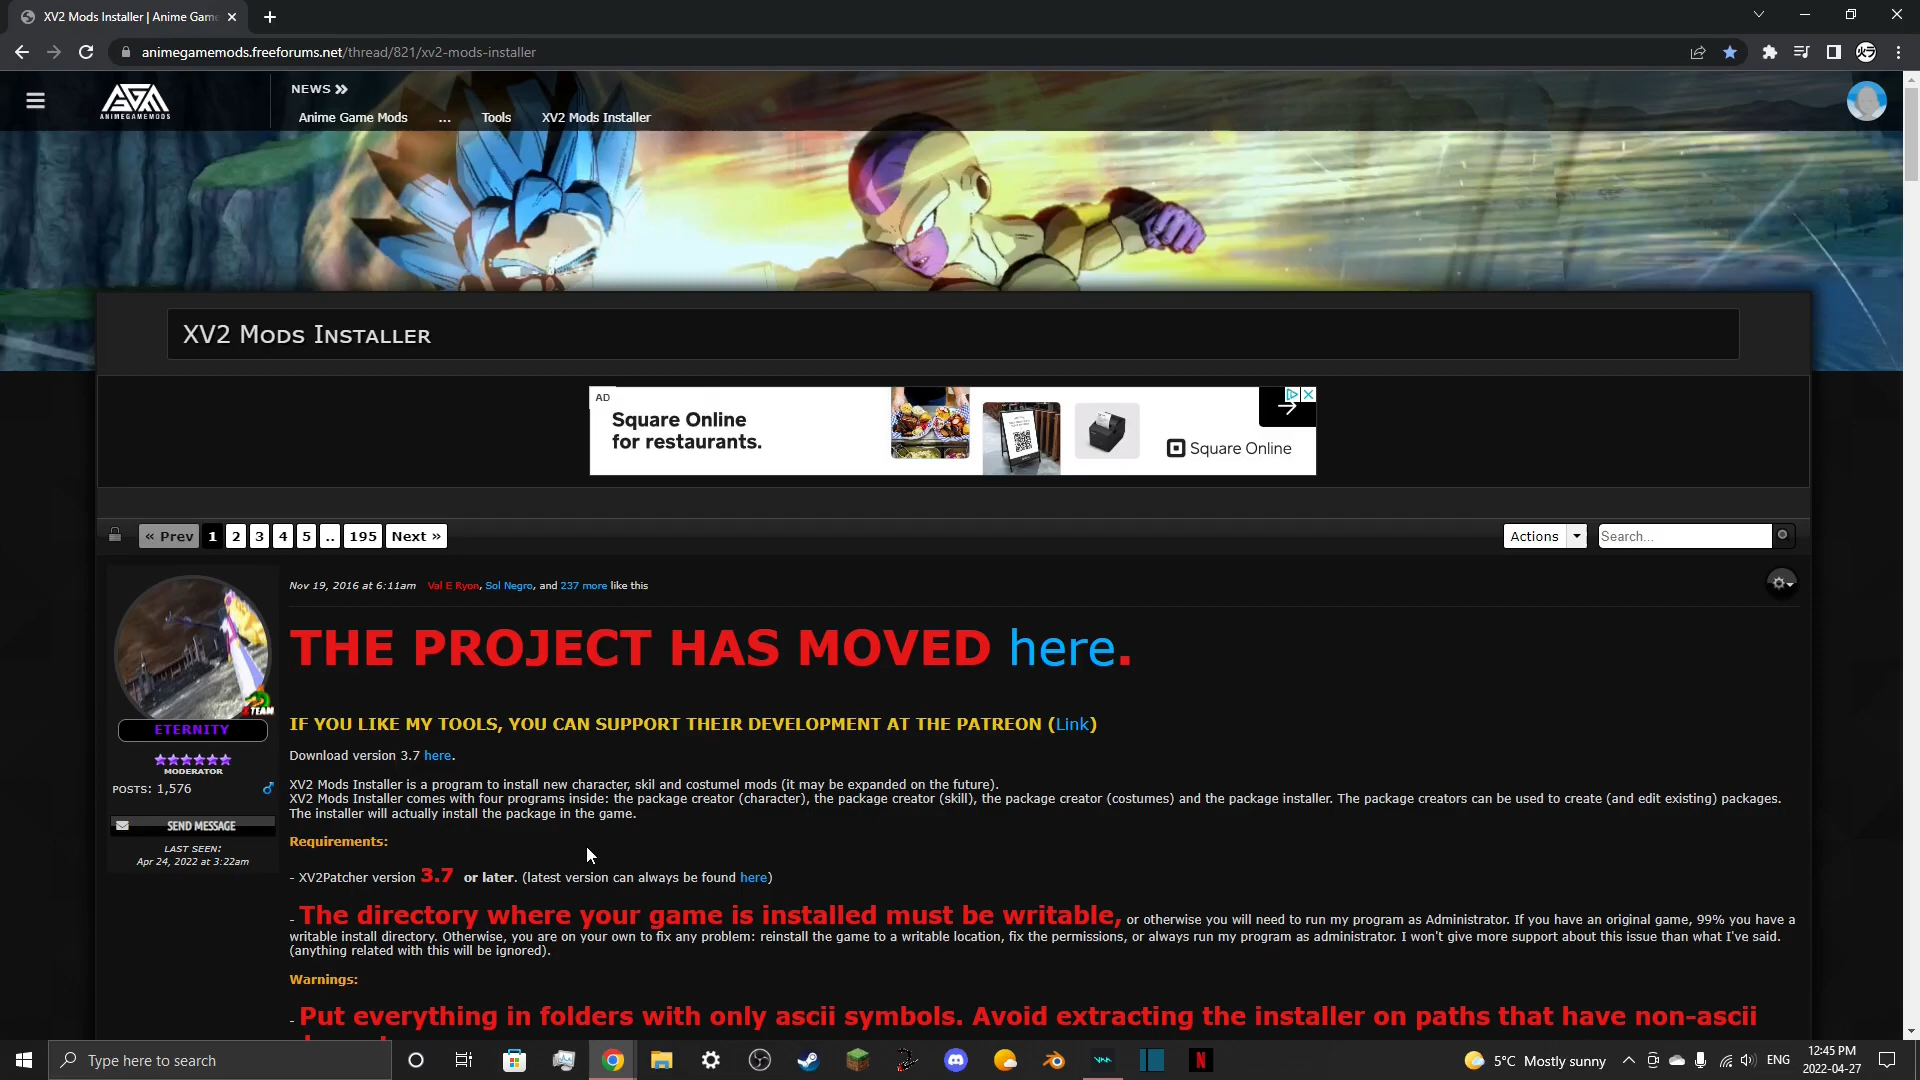 XV2 Mods Installer | Anime Game
animegamemods.freeforums.net/thread/821/xv2-mods-installer
AGM
ANIMEGAMEMODS
NEWS
Anime Game Mods ... Tools XV2 Mods Installer
XV2 Mods Installer
AD
Square Online
for restaurants.
Square Online
« Prev 1 2 3 4 5 .. 195 Next »
Actions
Search...
Nov 19, 2016 at 6:11am Val E Ryon, Sol Negro, and 237 more like this
TEAM
ETERNITY
MODERATOR
POSTS: 1,576
SEND MESSAGE
LAST SEEN:
Apr 24, 2022 at 3:22am
THE PROJECT HAS MOVED here.
IF YOU LIKE MY TOOLS, YOU CAN SUPPORT THEIR DEVELOPMENT AT THE PATREON (Link)
Download version 3.7 here.
XV2 Mods Installer is a program to install new character, skil and costumel mods (it may be expanded on the future).
XV2 Mods Installer comes with four programs inside: the package creator (character), the package creator (skill), the package creator (costumes) and the package installer. The package creators can be used to create (and edit existing) packages.
The installer will actually install the package in the game.
Requirements:
- XV2Patcher version 3.7 or later. (latest version can always be found here)
- The directory where your game is installed must be writable, or otherwise you will need to run my program as Administrator. If you have an original game, 99% you have a
writable install directory. Otherwise, you are on your own to fix any problem: reinstall the game to a writable location, fix the permissions, or always run my program as administrator. I won't give more support about this issue than what I've said.
(anything related with this will be ignored).
Warnings:
- Put everything in folders with only ascii symbols. Avoid extracting the installer on paths that have non-ascii
Type here to search
5°C Mostly sunny
ENG
12:45 PM
2022-04-27